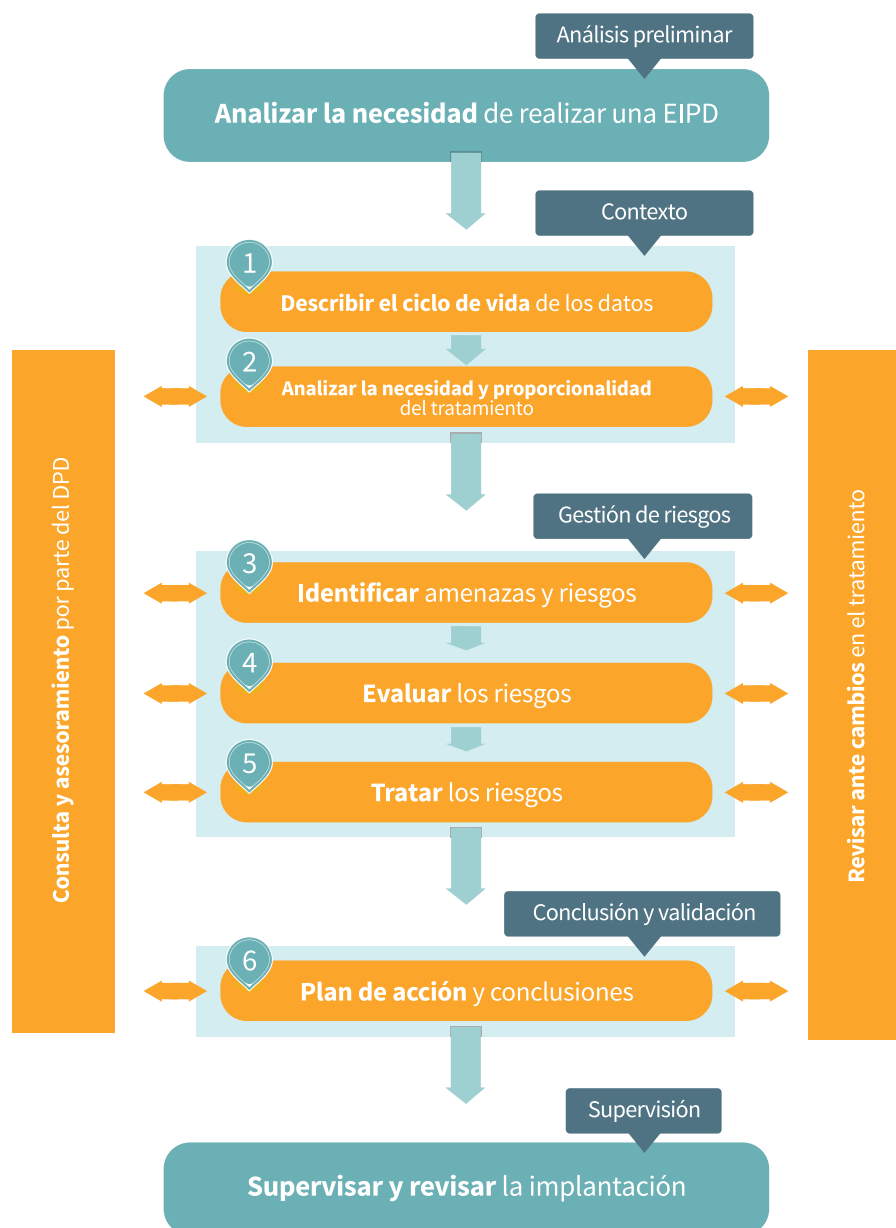 Análisis preliminar
Analizar la necesidad de realizar una EIPD
Contexto
1
Describir el ciclo de vida de los datos
2
Analizar la necesidad y proporcionalidad
del tratamiento
Consulta y asesoramiento por parte del DPD
Revisar ante cambios en el tratamiento
Gestión de riesgos
3
Identificar amenazas y riesgos
4
Evaluar los riesgos
5
Tratar los riesgos
Conclusión y validación
6
Plan de acción y conclusiones
Supervisión
Supervisar y revisar la implantación